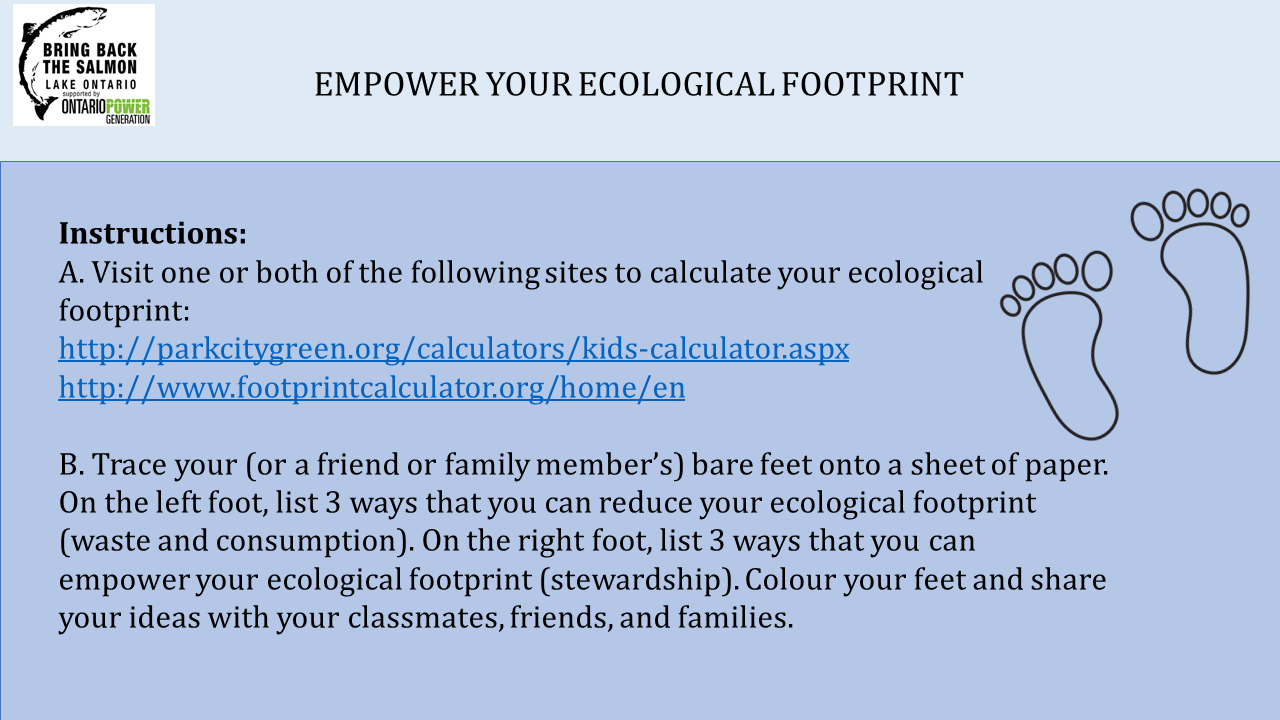 BRING BACK
THE SALMON
LAKE ONTARIO
supported by
ONTARIOPOWER
GENERATION
EMPOWER YOUR ECOLOGICAL FOOTPRINT
Instructions:
A. Visit one or both of the following sites to calculate your ecological
footprint:
http://parkcitygreen.org/calculators/kids-calculator.aspx
http://www.footprintcalculator.org/home/en
B. Trace your (or a friend or family member’s) bare feet onto a sheet of paper.
On the left foot, list 3 ways that you can reduce your ecological footprint
(waste and consumption). On the right foot, list 3 ways that you can
empower your ecological footprint (stewardship). Colour your feet and share
your ideas with your classmates, friends, and families.